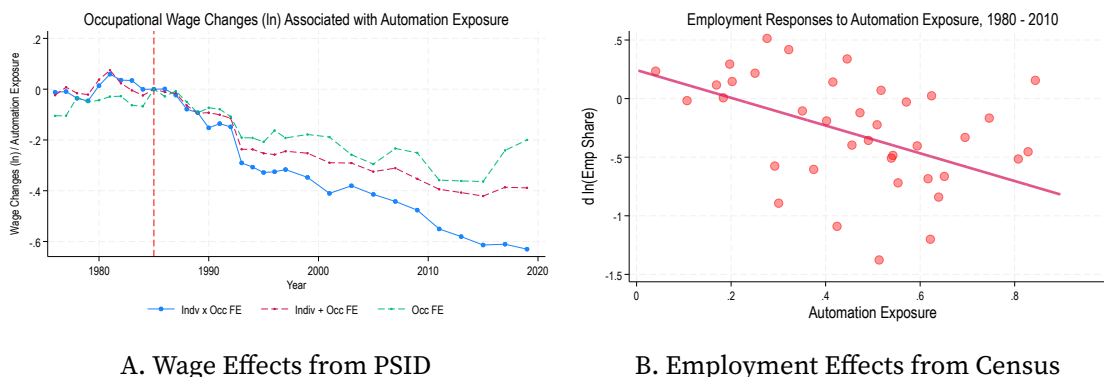 Occupational Wage Changes (ln) Associated with Automation Exposure
Wage Changes (ln) / Automation Exposure
.2
0
-.2
-.4
-.6
1980
1990
2000
2010
2020
Year
Indv x Occ FE
Indiv + Occ FE
Occ FE
A. Wage Effects from PSID
Employment Responses to Automation Exposure, 1980 - 2010
d ln(Emp Share)
.5
0
-.5
-1
-1.5
0
.2
.4
.6
.8
Automation Exposure
B. Employment Effects from Census